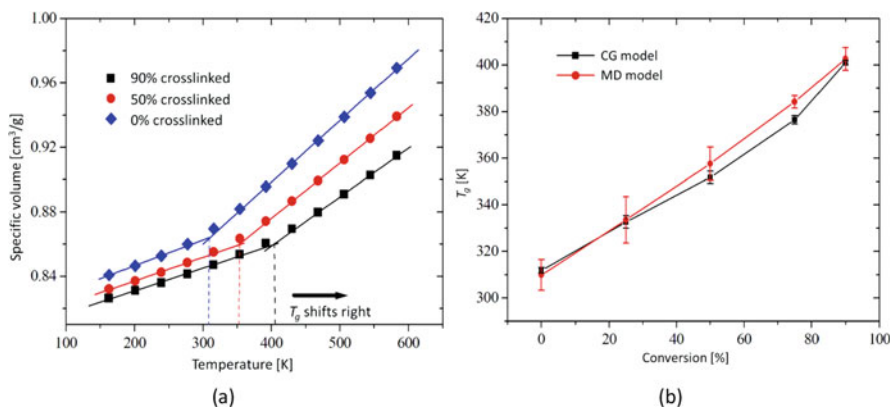 1.00
0.96
0.92
0.88
0.84
Specific volume [cm³/g]
90% crosslinked
50% crosslinked
0% crosslinked
Tg shifts right
100 200 300 400 500 600
Temperature [K]
(a)
420
400
380
360
340
320
310
300
Tg [K]
CG model
MD model
0 20 40 60 80 100
Conversion [%]
(b)